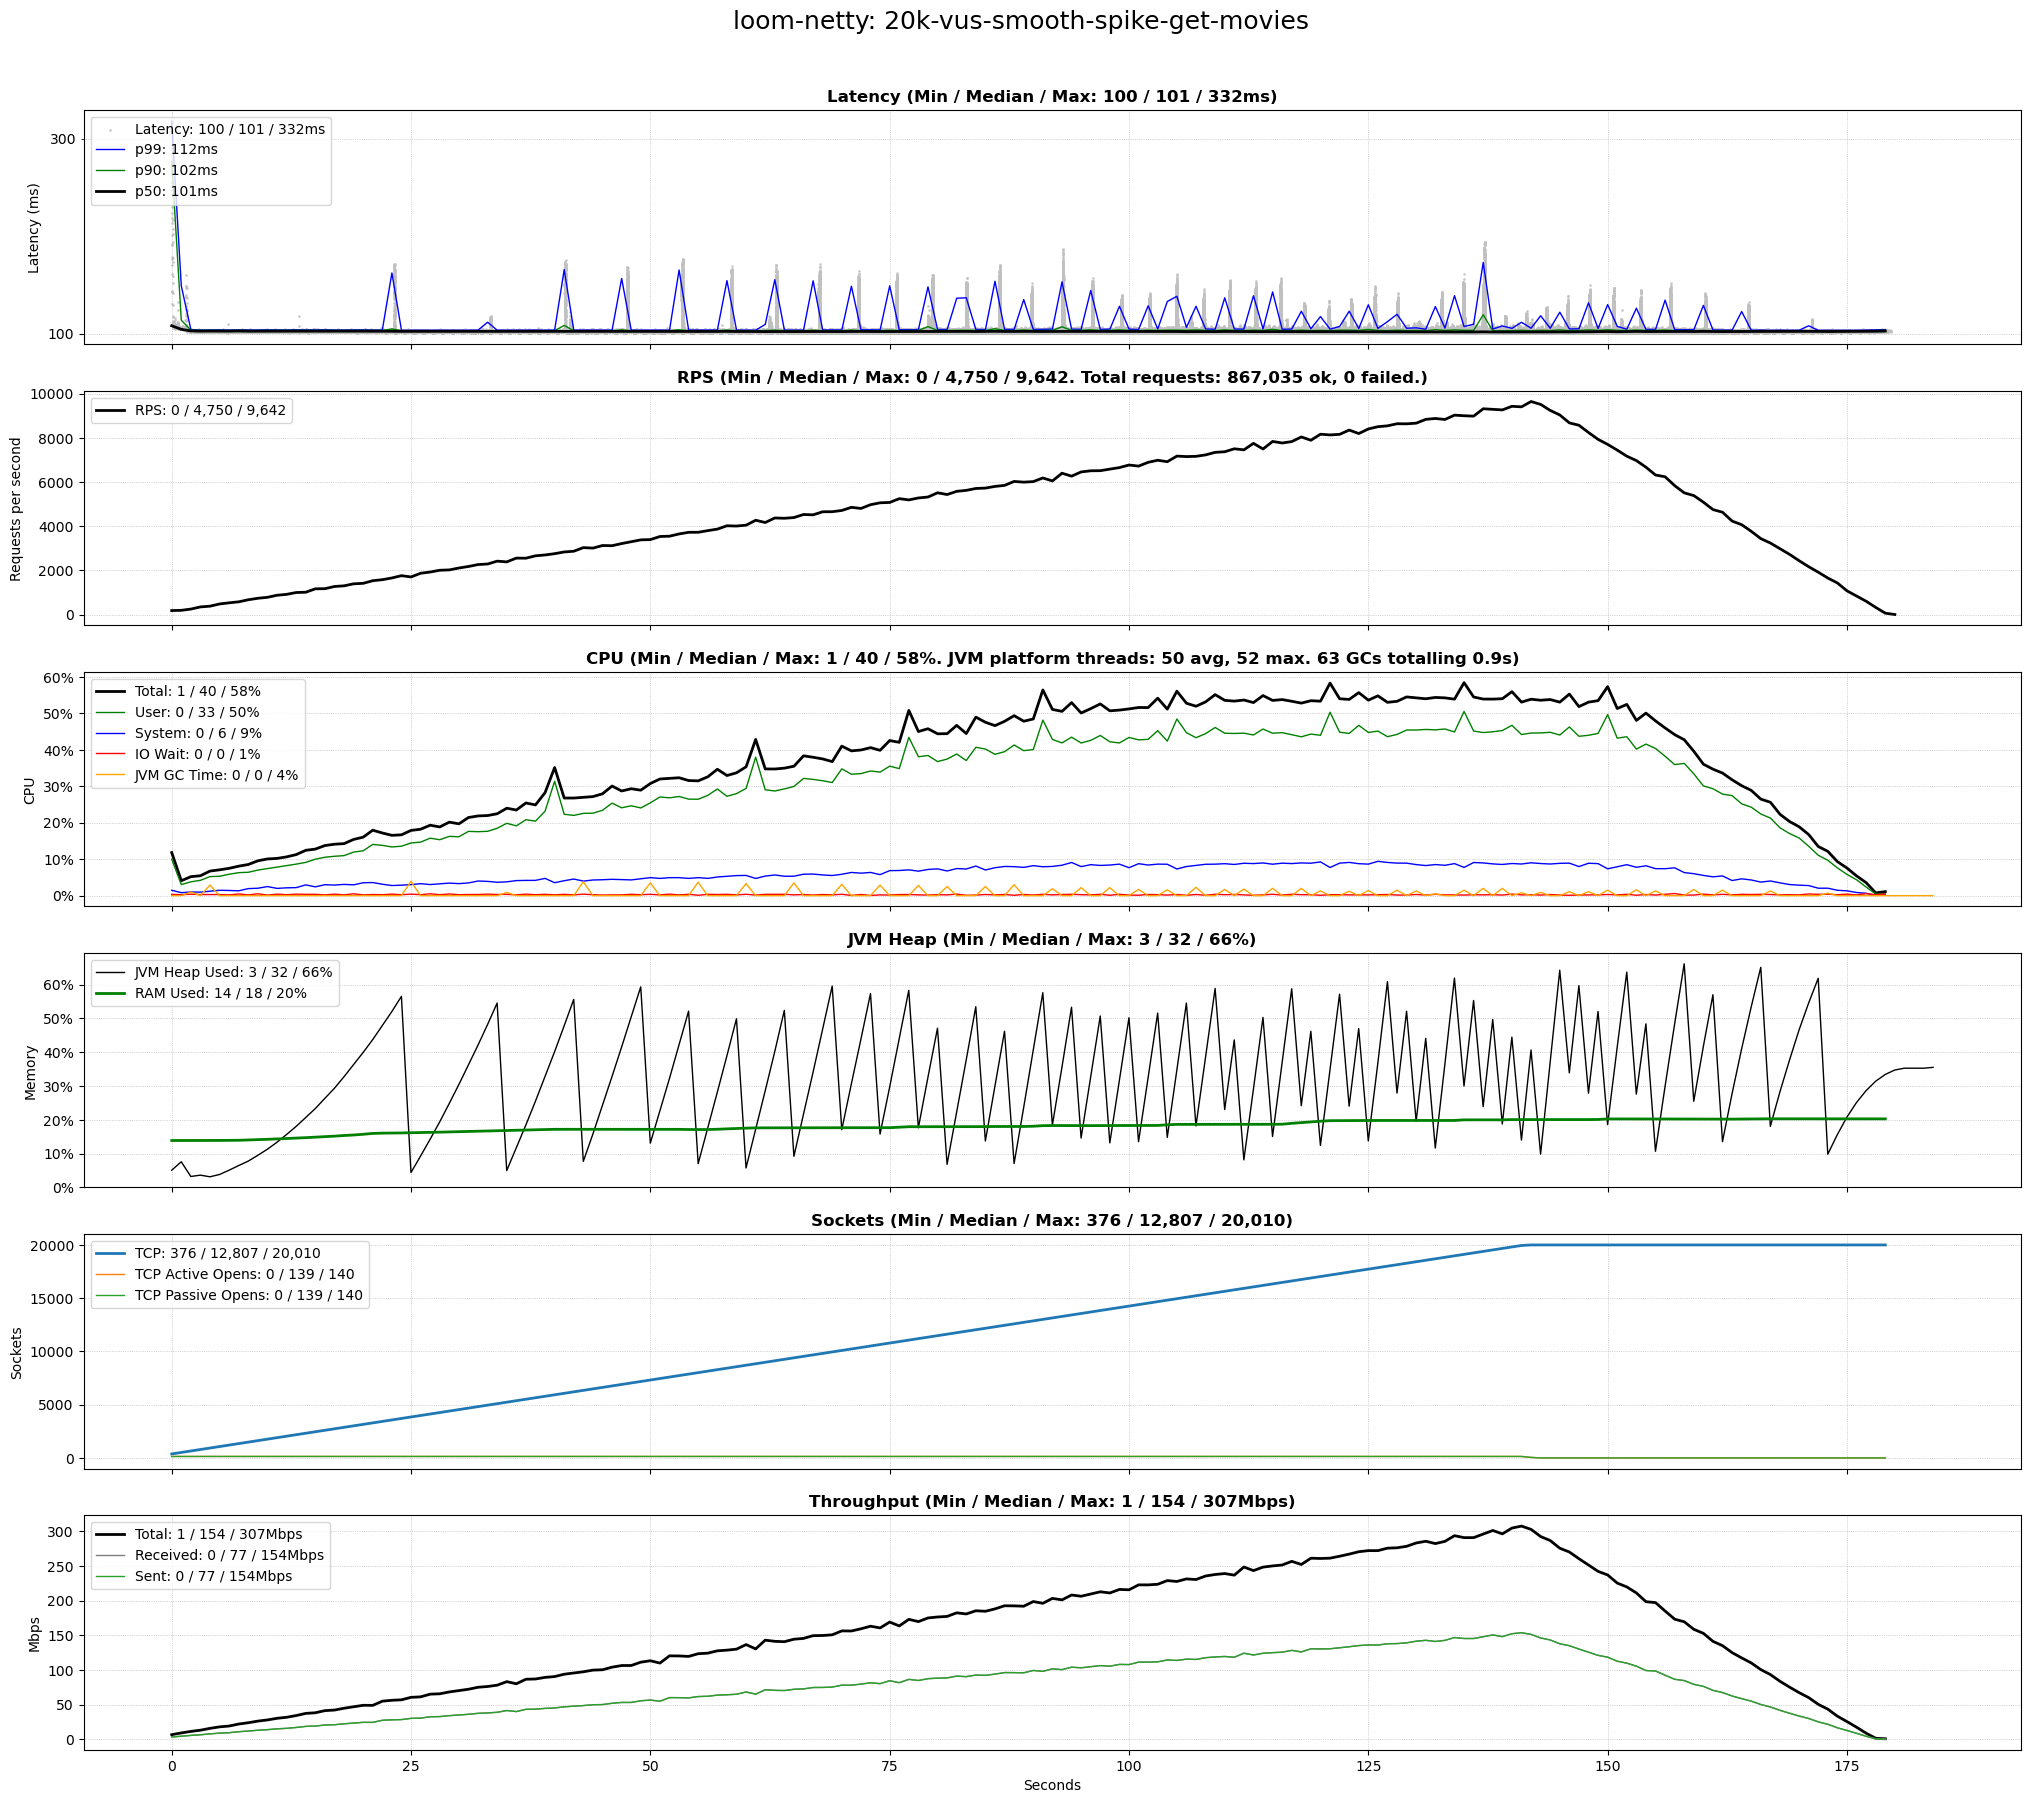 loom-netty: 20k-vus-smooth-spike-get-movies
Latency (Min / Median / Max: 100 / 101 / 332ms)
Latency: 100 / 101 / 332ms
p99: 112ms
p90: 102ms
p50: 101ms
300
100
Latency (ms)
RPS (Min / Median / Max: 0 / 4,750 / 9,642. Total requests: 867,035 ok, 0 failed.)
RPS: 0 / 4,750 / 9,642
10000
8000
6000
4000
2000
0
Requests per second
CPU (Min / Median / Max: 1 / 40 / 58%. JVM platform threads: 50 avg, 52 max. 63 GCs totalling 0.9s)
Total: 1 / 40 / 58%
User: 0 / 33 / 50%
System: 0 / 6 / 9%
IO Wait: 0 / 0 / 1%
JVM GC Time: 0 / 0 / 4%
60%
50%
40%
30%
20%
10%
0%
CPU
JVM Heap (Min / Median / Max: 3 / 32 / 66%)
JVM Heap Used: 3 / 32 / 66%
RAM Used: 14 / 18 / 20%
60%
50%
40%
30%
20%
10%
0%
Memory
Sockets (Min / Median / Max: 376 / 12,807 / 20,010)
TCP: 376 / 12,807 / 20,010
TCP Active Opens: 0 / 139 / 140
TCP Passive Opens: 0 / 139 / 140
20000
15000
10000
5000
0
Sockets
Throughput (Min / Median / Max: 1 / 154 / 307Mbps)
Total: 1 / 154 / 307Mbps
Received: 0 / 77 / 154Mbps
Sent: 0 / 77 / 154Mbps
300
250
200
150
100
50
0
Mbps
0 25 50 75 100 125 150 175
Seconds